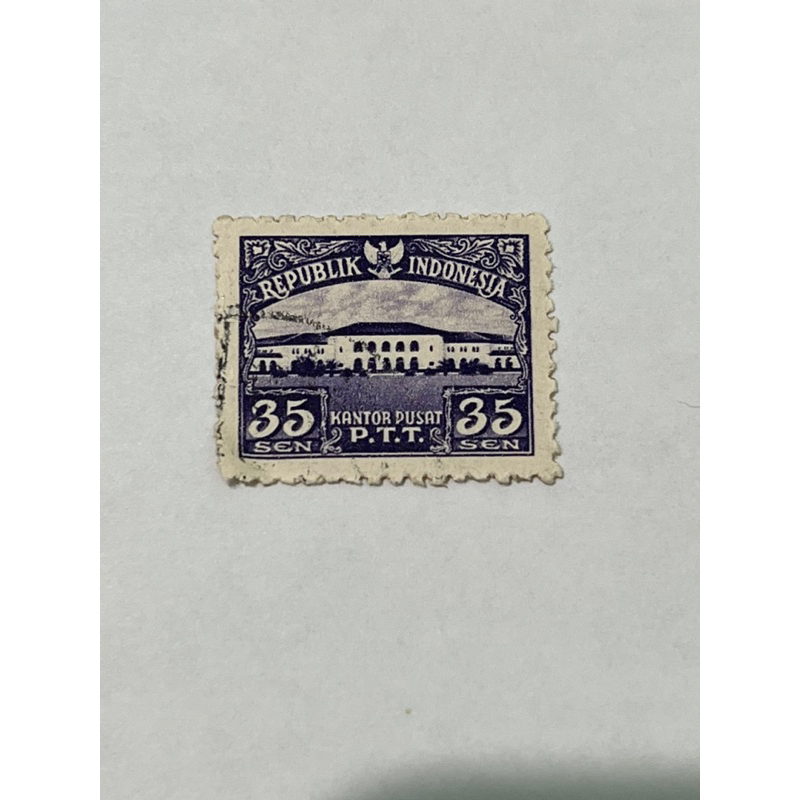 REPUBLIK INDONESIA
35 SEN
KANTOR PUSAT
P.T.T.
35 SEN